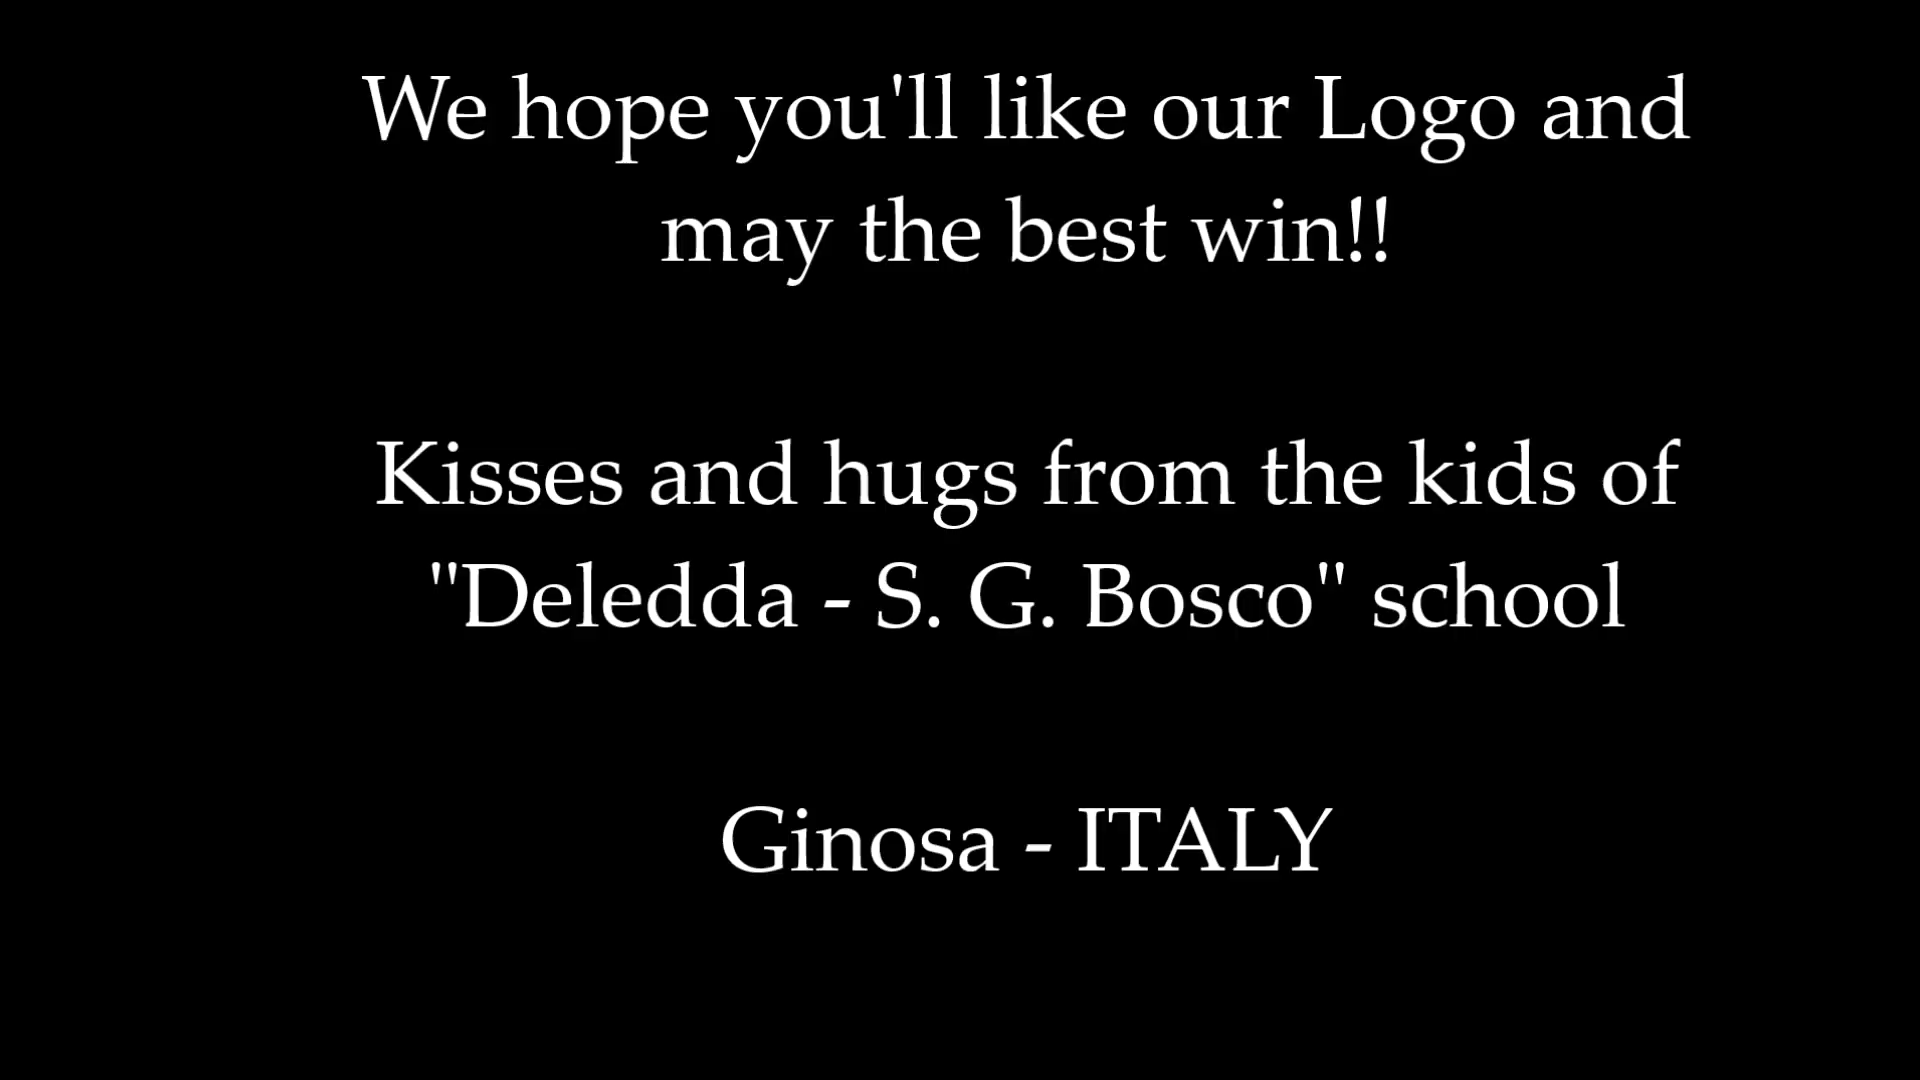 We hope you'll like our Logo and
may the best win!!
Kisses and hugs from the kids of
"Deledda - S. G. Bosco" school
Ginosa - ITALY